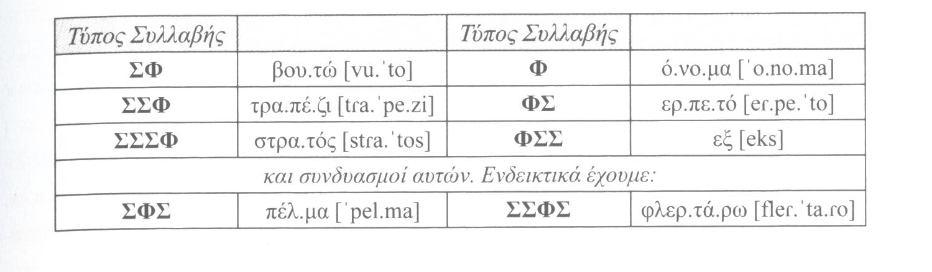 Τύπος Συλλαβής Τύπος Συλλαβής
ΣΦ βου.τώ [vu.ˈto] Φ ό.νο.μα [ˈo.no.ma]
ΣΣΦ τρα.πέ.ζι [tɾa.ˈpe.zi] ΦΣ ερ.πε.τό [eɾ.pe.ˈto]
ΣΣΣΦ στρα.τός [stɾa.ˈtos] ΦΣΣ εξ [eks]
και συνδυασμοί αυτών. Ενδεικτικά έχουμε:
ΣΦΣ πέλ.μα [ˈpel.ma] ΣΣΦΣ φλερ.τά.ρω [fleɾ.ˈta.ɾo]